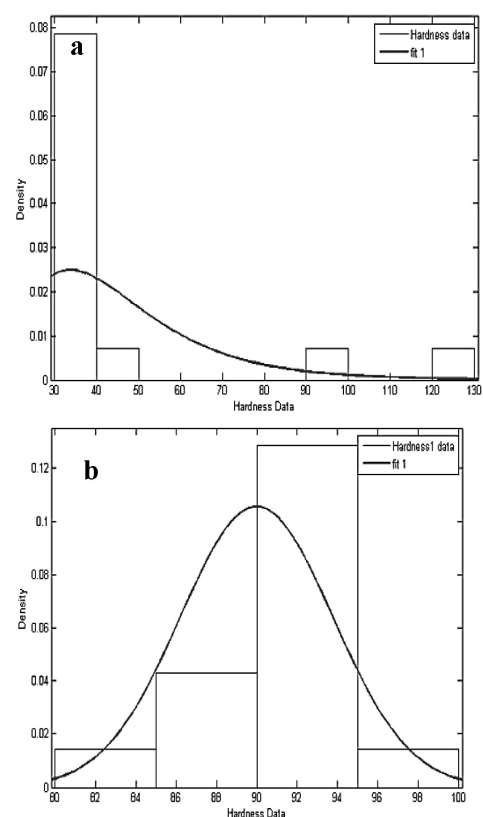 a
Hardness data
fit 1
0.08
0.07
0.06
0.05
0.04
0.03
0.02
0.01
0
Density
30 40 50 60 70 80 90 100 110 120 130
Hardness Data
b
Hardness1 data
fit 1
0.12
0.1
0.08
0.06
0.04
0.02
0
Density
80 82 84 86 88 90 92 94 96 98 100
Hardness Data